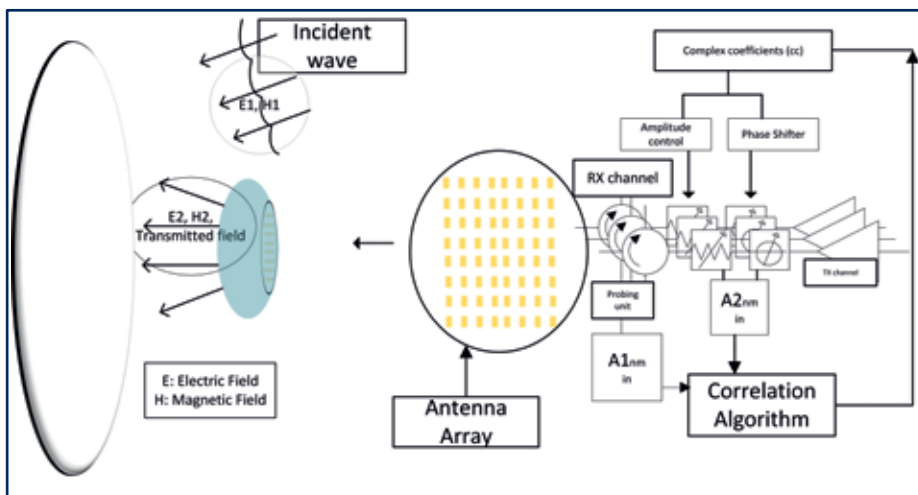 Incident
wave
E1, H1
E2, H2,
Transmitted field
E: Electric Field
H: Magnetic Field
Antenna
Array
RX channel
Probing
unit
A1nm
in
Complex coefficients (cc)
Amplitude
control
Phase Shifter
TX channel
A2nm
in
Correlation
Algorithm